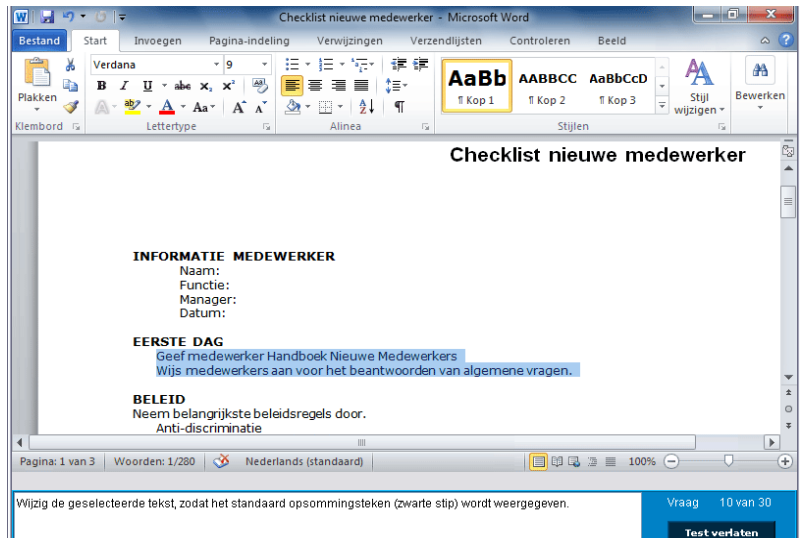 Checklist nieuwe medewerker - Microsoft Word
Bestand Start Invoegen Pagina-indeling Verwijzingen Verzendlijsten Controleren Beeld
Verdana 9
AaBb AABBCC AaBbCcD
Plakken
B I U abe x₂ x² Aa A A
¶ Kop 1 ¶ Kop 2 ¶ Kop 3
Stijl wijzigen
Bewerken
Klembord Lettertype Alinea Stijlen
Checklist nieuwe medewerker
INFORMATIE MEDEWERKER
Naam:
Functie:
Manager:
Datum:
EERSTE DAG
Geef medewerker Handboek Nieuwe Medewerkers
Wijs medewerkers aan voor het beantwoorden van algemene vragen.
BELEID
Neem belangrijkste beleidsregels door.
Anti-discriminatie
Pagina: 1 van 3 Woorden: 1/280 Nederlands (standaard) 100%
Wijzig de geselecteerde tekst, zodat het standaard opsommingsteken (zwarte stip) wordt weergegeven.
Vraag 10 van 30
Test verlaten